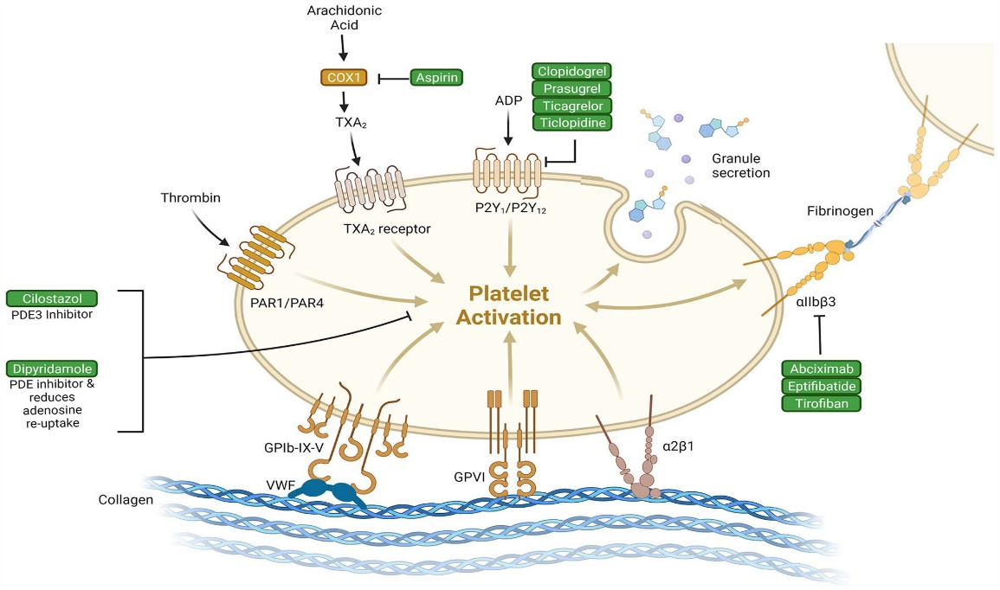 Arachidonic
Acid
COX1
Aspirin
TXA₂
ADP
Clopidogrel
Prasugrel
Ticagrelor
Ticlopidine
Granule
secretion
Thrombin
P2Y₁/P2Y₁₂
TXA₂ receptor
Fibrinogen
PAR1/PAR4
Platelet
Activation
αIIbβ3
Cilostazol
PDE3 Inhibitor
Dipyridamole
PDE inhibitor &
reduces
adenosine
re-uptake
Abciximab
Eptifibatide
Tirofiban
GPIb-IX-V
VWF
GPVI
α2β1
Collagen